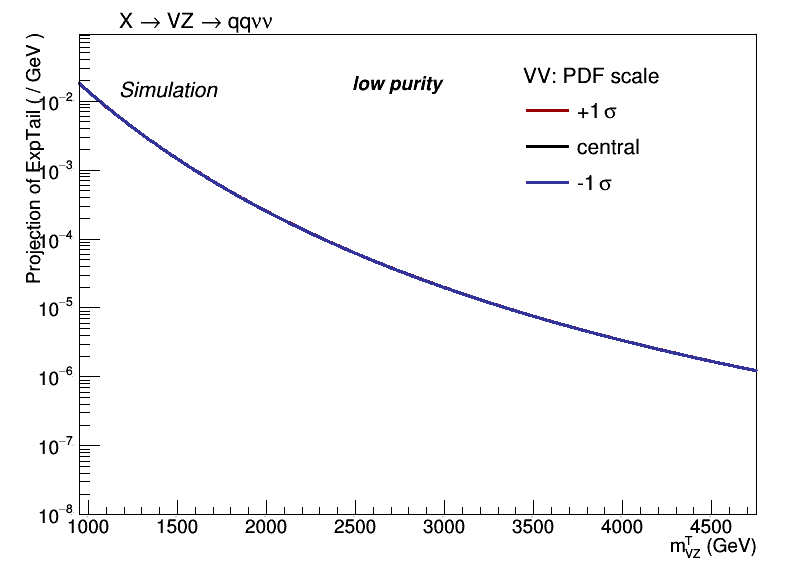 X → VZ → qqνν
Projection of ExpTail ( / GeV )
Simulation
low purity
VV: PDF scale
+1 σ
central
-1 σ
10⁻²
10⁻³
10⁻⁴
10⁻⁵
10⁻⁶
10⁻⁷
10⁻⁸
1000 1500 2000 2500 3000 3500 4000 4500
m^T_VZ (GeV)